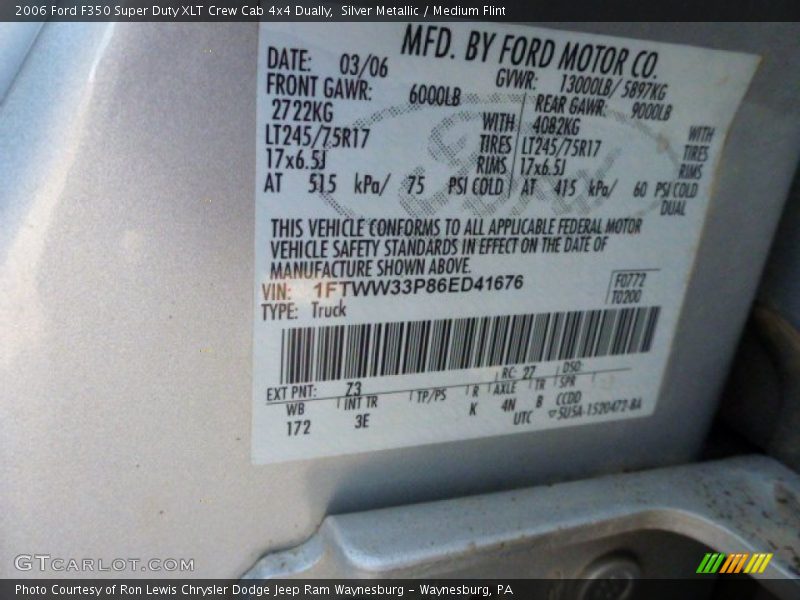 2006 Ford F350 Super Duty XLT Crew Cab 4x4 Dually, Silver Metallic / Medium Flint
MFD. BY FORD MOTOR CO.
DATE: 03/06 GVWR: 13000LB/ 5897KG
FRONT GAWR: 6000LB REAR GAWR: 9000LB
2722KG WITH 4082KG WITH
LT245/75R17 TIRES LT245/75R17 TIRES
17x6.5J RIMS 17x6.5J RIMS
AT 515 kPa/ 75 PSI COLD AT 415 kPa/ 60 PSI COLD
DUAL
THIS VEHICLE CONFORMS TO ALL APPLICABLE FEDERAL MOTOR
VEHICLE SAFETY STANDARDS IN EFFECT ON THE DATE OF
MANUFACTURE SHOWN ABOVE.
VIN: 1FTWW33P86ED41676 F0772
TYPE: Truck T0200
EXT PNT: Z3 RC: 27 DSO:
WB INT TR TP/PS R AXLE TR SPR
172 3E K 4N B CCDD
UTC ▽5U5A-1520472-BA
GTCARLOT.COM
Photo Courtesy of Ron Lewis Chrysler Dodge Jeep Ram Waynesburg - Waynesburg, PA